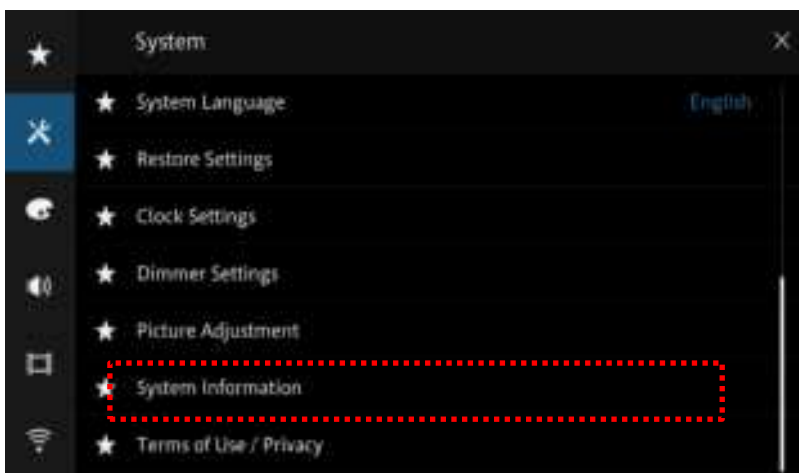 System
System Language English
Restore Settings
Clock Settings
Dimmer Settings
Picture Adjustment
System Information
Terms of Use / Privacy